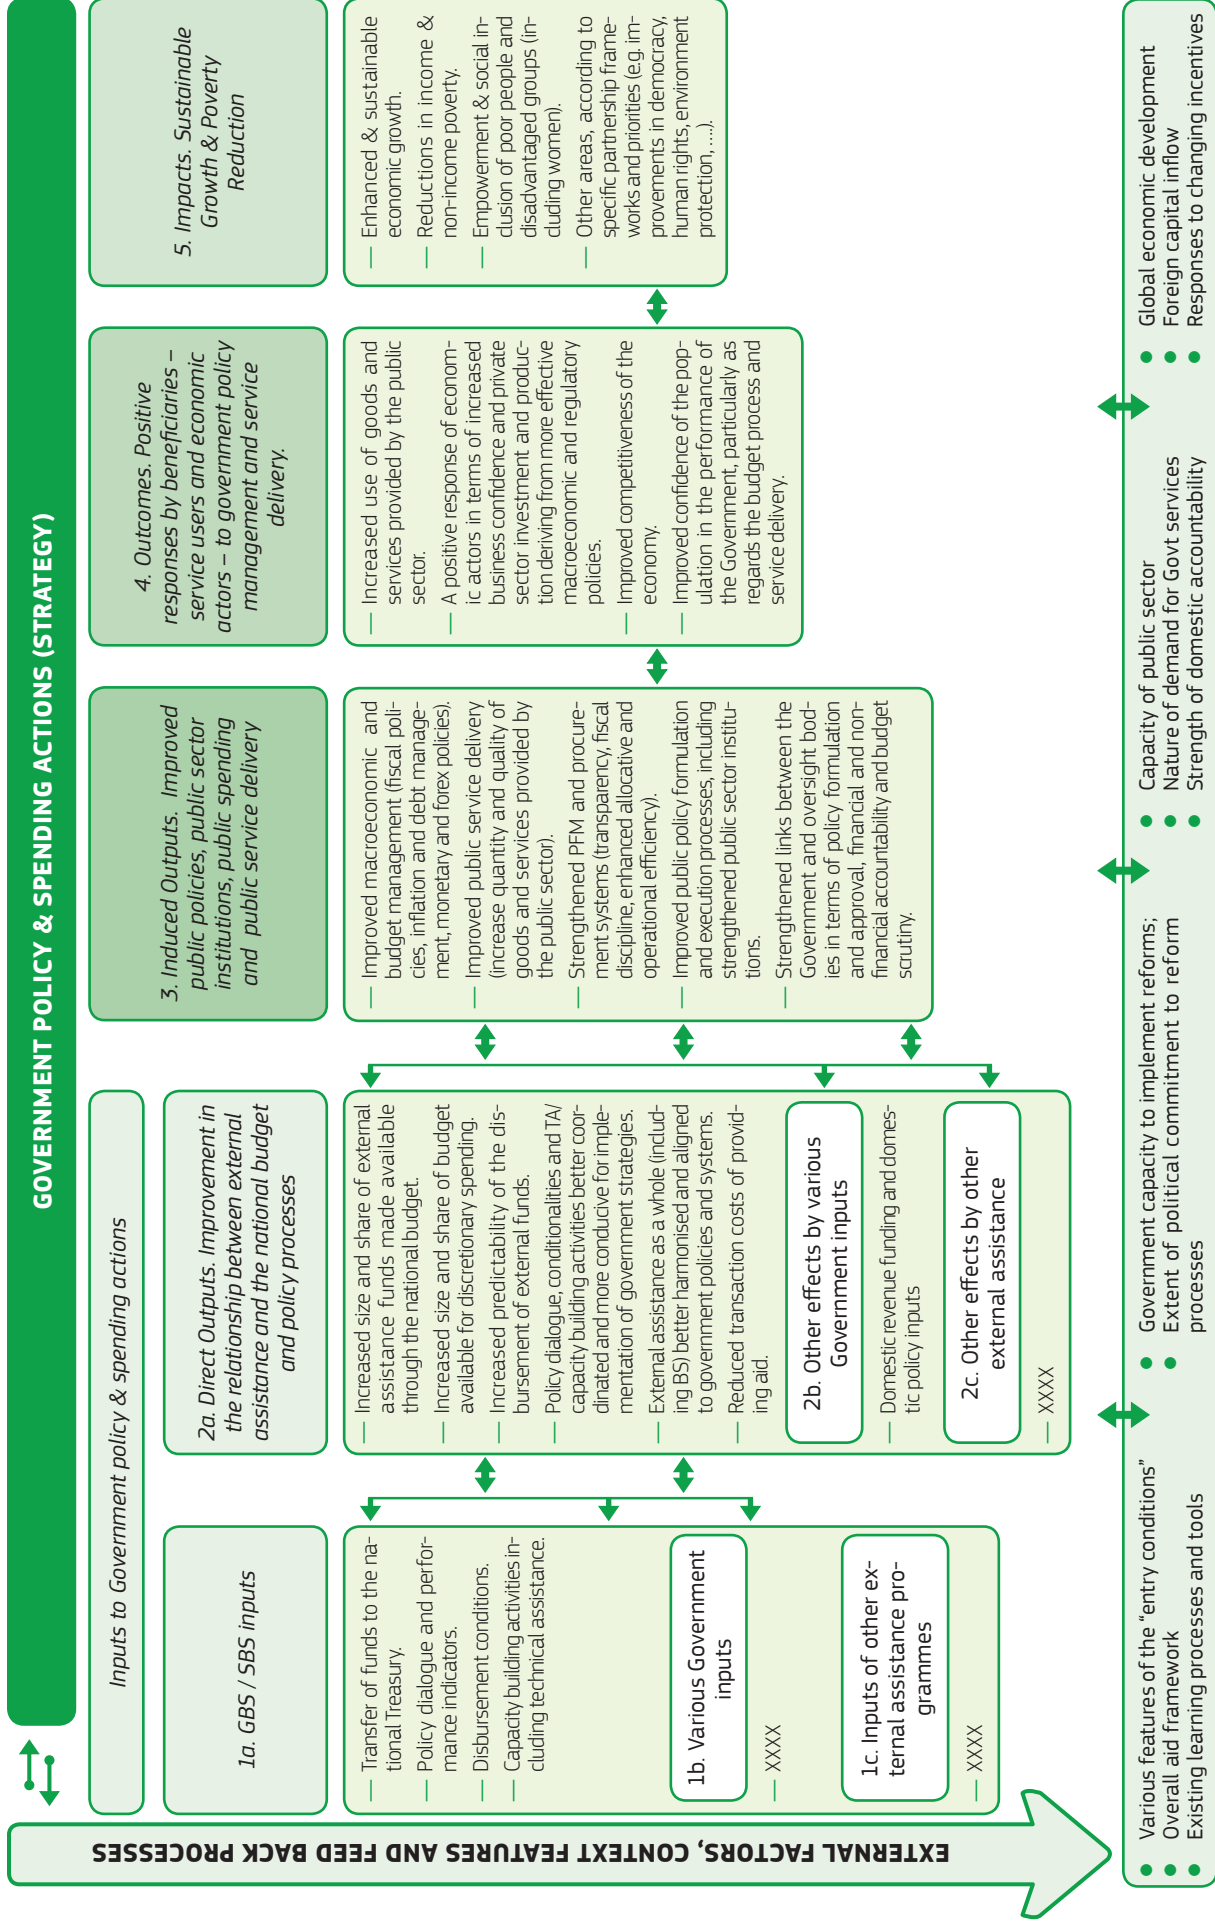 GOVERNMENT POLICY & SPENDING ACTIONS (STRATEGY)
EXTERNAL FACTORS, CONTEXT FEATURES AND FEED BACK PROCESSES
Inputs to Government policy & spending actions
1a. GBS / SBS inputs
— Transfer of funds to the na-
tional Treasury.
— Policy dialogue and perfor-
mance indicators.
— Disbursement conditions.
— Capacity building activities in-
cluding technical assistance.
1b. Various Government
inputs
— XXXX
1c. Inputs of other ex-
ternal assistance pro-
grammes
— XXXX
2a. Direct Outputs. Improvement in
the relationship between external
assistance and the national budget
and policy processes
— Increased size and share of external
assistance funds made available
through the national budget.
— Increased size and share of budget
available for discretionary spending.
— Increased predictability of the dis-
bursement of external funds.
— Policy dialogue, conditionalities and TA/
capacity building activities better coor-
dinated and more conducive for imple-
mentation of government strategies.
— External assistance as a whole (includ-
ing BS) better harmonised and aligned
to government policies and systems.
— Reduced transaction costs of provid-
ing aid.
2b. Other effects by various
Government inputs
— Domestic revenue funding and domes-
tic policy inputs
2c. Other effects by other
external assistance
— XXXX
3. Induced Outputs. Improved
public policies, public sector
institutions, public spending
and public service delivery
— Improved macroeconomic and
budget management (fiscal poli-
cies, inflation and debt manage-
ment, monetary and forex policies).
— Improved public service delivery
(increase quantity and quality of
goods and services provided by
the public sector).
— Strengthened PFM and procure-
ment systems (transparency, fiscal
discipline, enhanced allocative and
operational efficiency).
— Improved public policy formulation
and execution processes, including
strengthened public sector institu-
tions.
— Strengthened links between the
Government and oversight bod-
ies in terms of policy formulation
and approval, financial and non-
financial accountability and budget
scrutiny.
4. Outcomes. Positive
responses by beneficiaries –
service users and economic
actors – to government policy
management and service
delivery.
— Increased use of goods and
services provided by the public
sector.
— A positive response of econom-
ic actors in terms of increased
business confidence and private
sector investment and produc-
tion deriving from more effective
macroeconomic and regulatory
policies.
— Improved competitiveness of the
economy.
— Improved confidence of the pop-
ulation in the performance of
the Government, particularly as
regards the budget process and
service delivery.
5. Impacts. Sustainable
Growth & Poverty
Reduction
— Enhanced & sustainable
economic growth.
— Reductions in income &
non-income poverty.
— Empowerment & social in-
clusion of poor people and
disadvantaged groups (in-
cluding women).
— Other areas, according to
specific partnership frame-
works and priorities (e.g. im-
provements in democracy,
human rights, environment
protection, ...).
● Various features of the “entry conditions”
● Overall aid framework
● Existing learning processes and tools
● Government capacity to implement reforms;
● Extent of political commitment to reform
processes
● Capacity of public sector
● Nature of demand for Govt services
● Strength of domestic accountability
● Global economic development
● Foreign capital inflow
● Responses to changing incentives